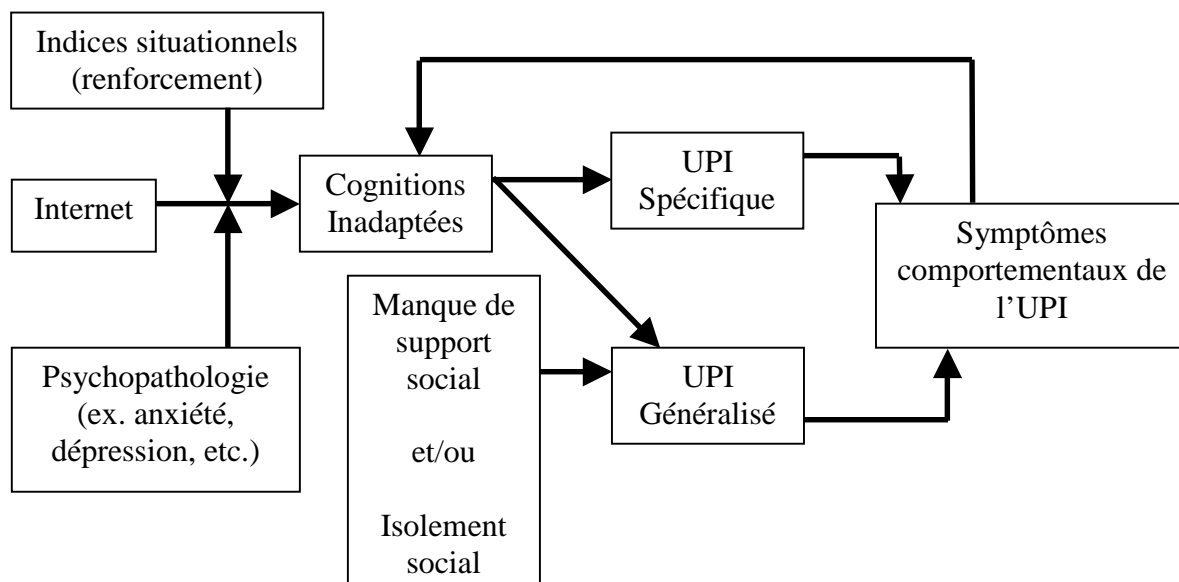 Indices situationnels
(renforcement)
Internet
Cognitions
Inadaptées
UPI
Spécifique
Symptômes
comportementaux de
l’UPI
Psychopathologie
(ex. anxiété,
dépression, etc.)
Manque de
support
social
et/ou
Isolement
social
UPI
Généralisé